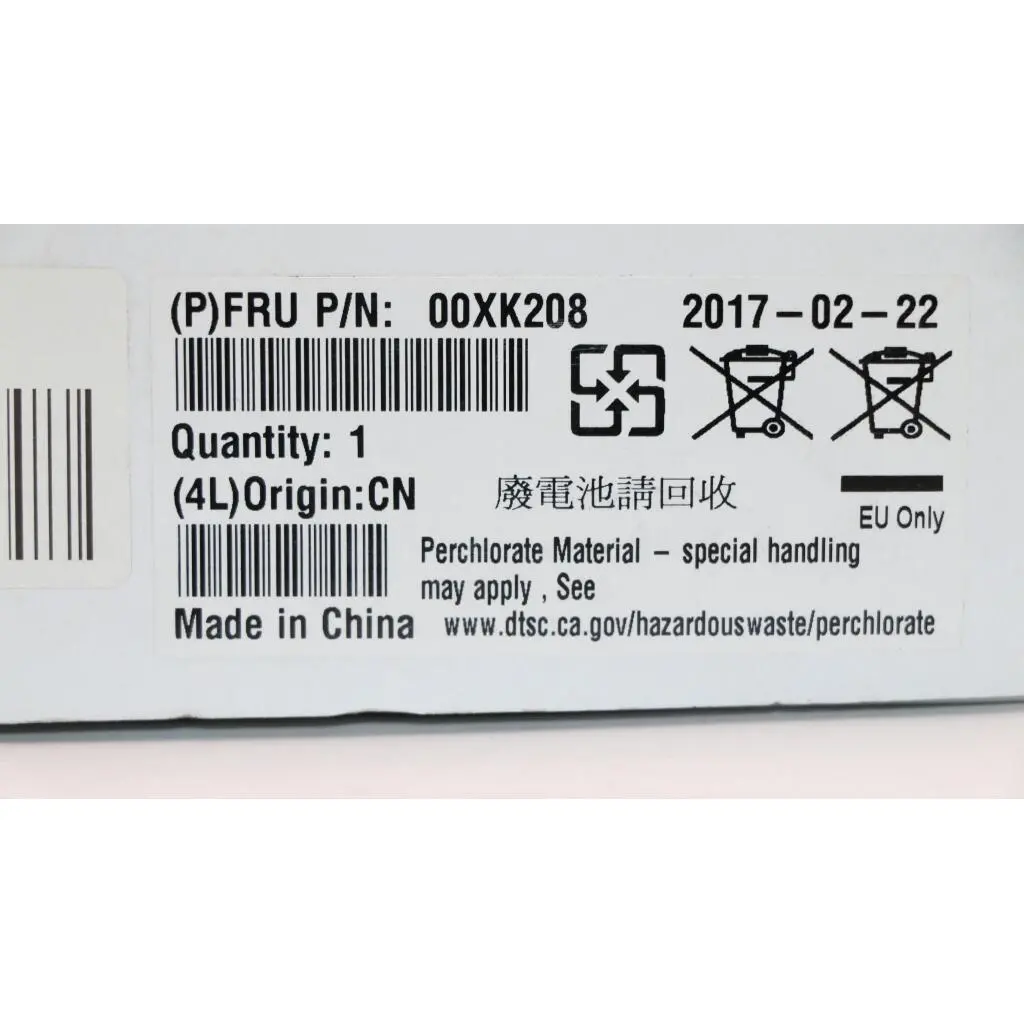 (P)FRU P/N: 00XK208 2017-02-22
Quantity: 1
(4L)Origin:CN 廢電池請回收
EU Only
Perchlorate Material – special handling
may apply , See
Made in China www.dtsc.ca.gov/hazardouswaste/perchlorate